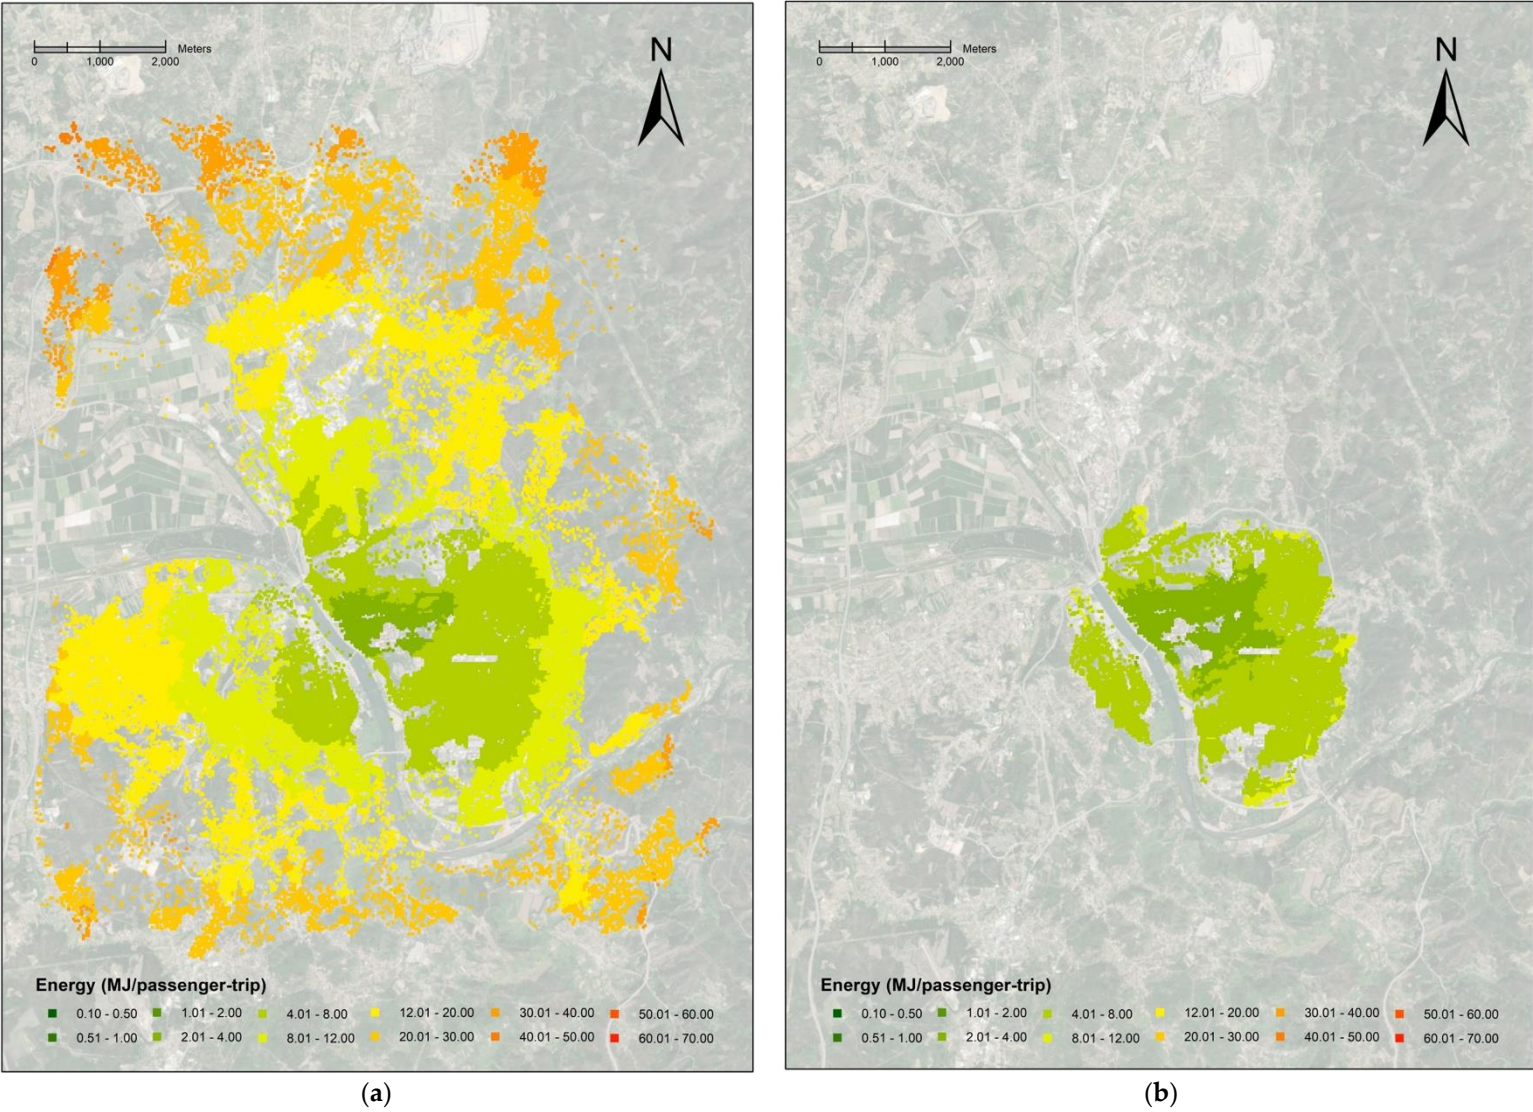 Meters
0 1,000 2,000
N
Energy (MJ/passenger-trip)
0.10 - 0.50 1.01 - 2.00 4.01 - 8.00 12.01 - 20.00 30.01 - 40.00 50.01 - 60.00
0.51 - 1.00 2.01 - 4.00 8.01 - 12.00 20.01 - 30.00 40.01 - 50.00 60.01 - 70.00
(a)
Meters
0 1,000 2,000
N
Energy (MJ/passenger-trip)
0.10 - 0.50 1.01 - 2.00 4.01 - 8.00 12.01 - 20.00 30.01 - 40.00 50.01 - 60.00
0.51 - 1.00 2.01 - 4.00 8.01 - 12.00 20.01 - 30.00 40.01 - 50.00 60.01 - 70.00
(b)